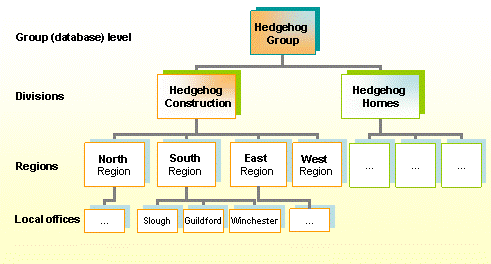 Group (database) level
Hedgehog
Group
Divisions
Hedgehog
Construction
Hedgehog
Homes
Regions
North
Region
South
Region
East
Region
West
Region
...
...
...
Local offices
...
Slough
Guildford
Winchester
...